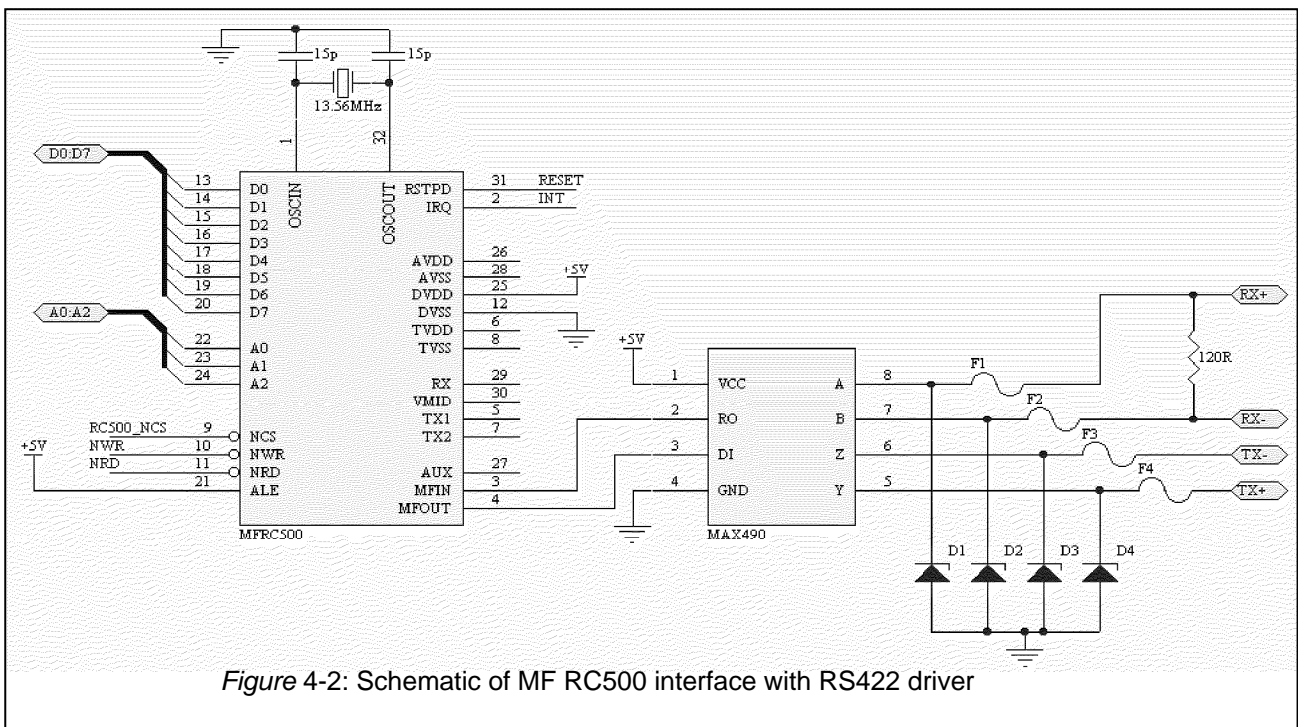 15p 15p
13.56MHz
1 32
D0:D7
OSCIN OSCOUT
13 D0 RSTPD 31 RESET
14 D1 IRQ 2 INT
15 D2
16 D3
17 D4 AVDD 26
18 D5 AVSS 28
19 D6 DVDD 25 +5V
20 D7 DVSS 12
A0:A2
TVDD 6
22 A0 TVSS 8
23 A1
24 A2 RX 29
VMID 30
TX1 5
RC500_NCS 9 NCS TX2 7
+5V
NWR 10 NWR
NRD 11 NRD AUX 27
21 ALE MFIN 3
MFOUT 4
MFRC500
+5V
1 VCC A 8 F1
2 RO B 7 F2
3 DI Z 6 F3
4 GND Y 5 F4
MAX490
RX+
120R
RX-
TX-
TX+
D1 D2 D3 D4
Figure 4-2: Schematic of MF RC500 interface with RS422 driver